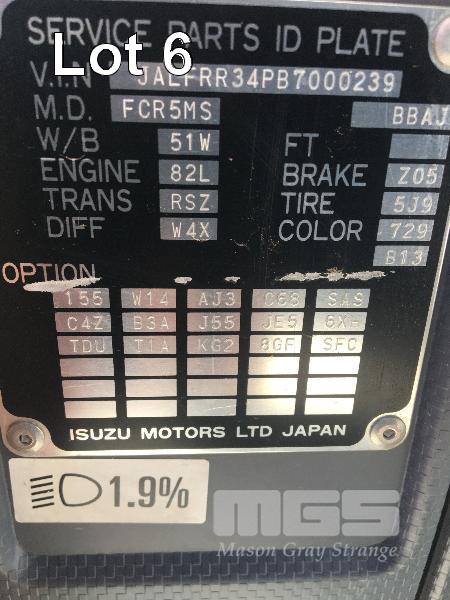 SERVICE PARTS ID PLATE
Lot 6
V.I.N JALFRR34PB7000239
M.D. FCR5MS BBAJ
W/B 51W FT
ENGINE 82L BRAKE Z05
TRANS RSZ TIRE 5J9
DIFF W4X COLOR 729
B13
OPTION
155 W14 AJ3 C68 SAS
C4Z B3A J55 JE5
TDU T1A KG2 8GF SFC
ISUZU MOTORS LTD JAPAN
1.9%
MGS
Mason Gray Strange